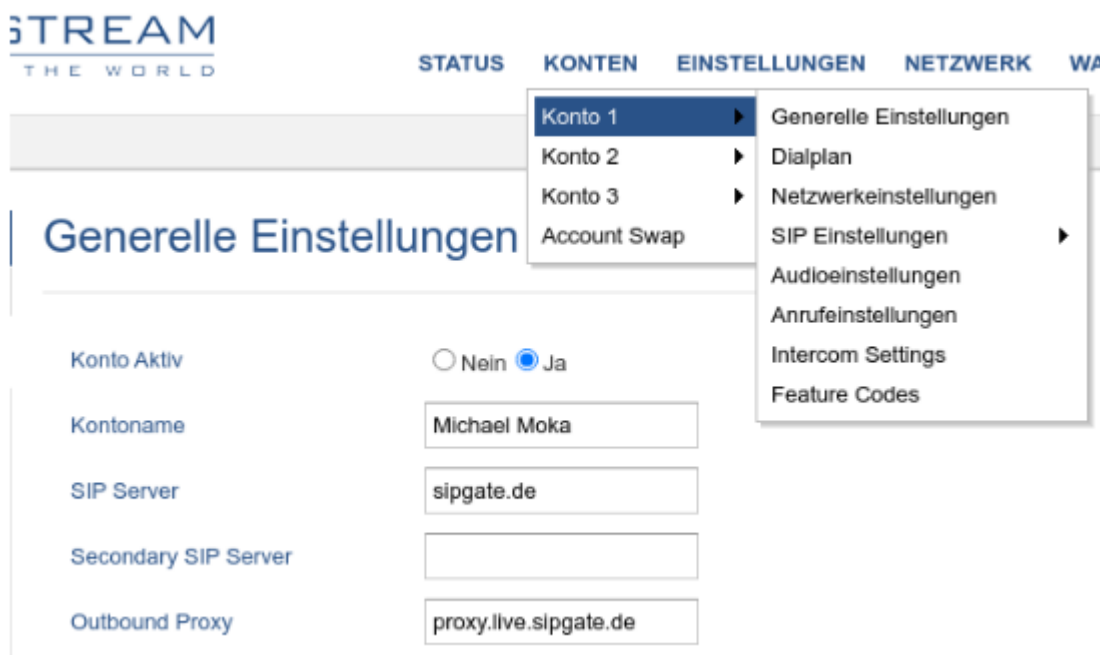 STREAM
THE WORLD
STATUS KONTEN EINSTELLUNGEN NETZWERK WA
Konto 1
Konto 2
Konto 3
Account Swap
Generelle Einstellungen
Dialplan
Netzwerkeinstellungen
SIP Einstellungen
Audioeinstellungen
Anrufeinstellungen
Intercom Settings
Feature Codes
Generelle Einstellungen
Konto Aktiv Nein Ja
Kontoname Michael Moka
SIP Server sipgate.de
Secondary SIP Server
Outbound Proxy proxy.live.sipgate.de